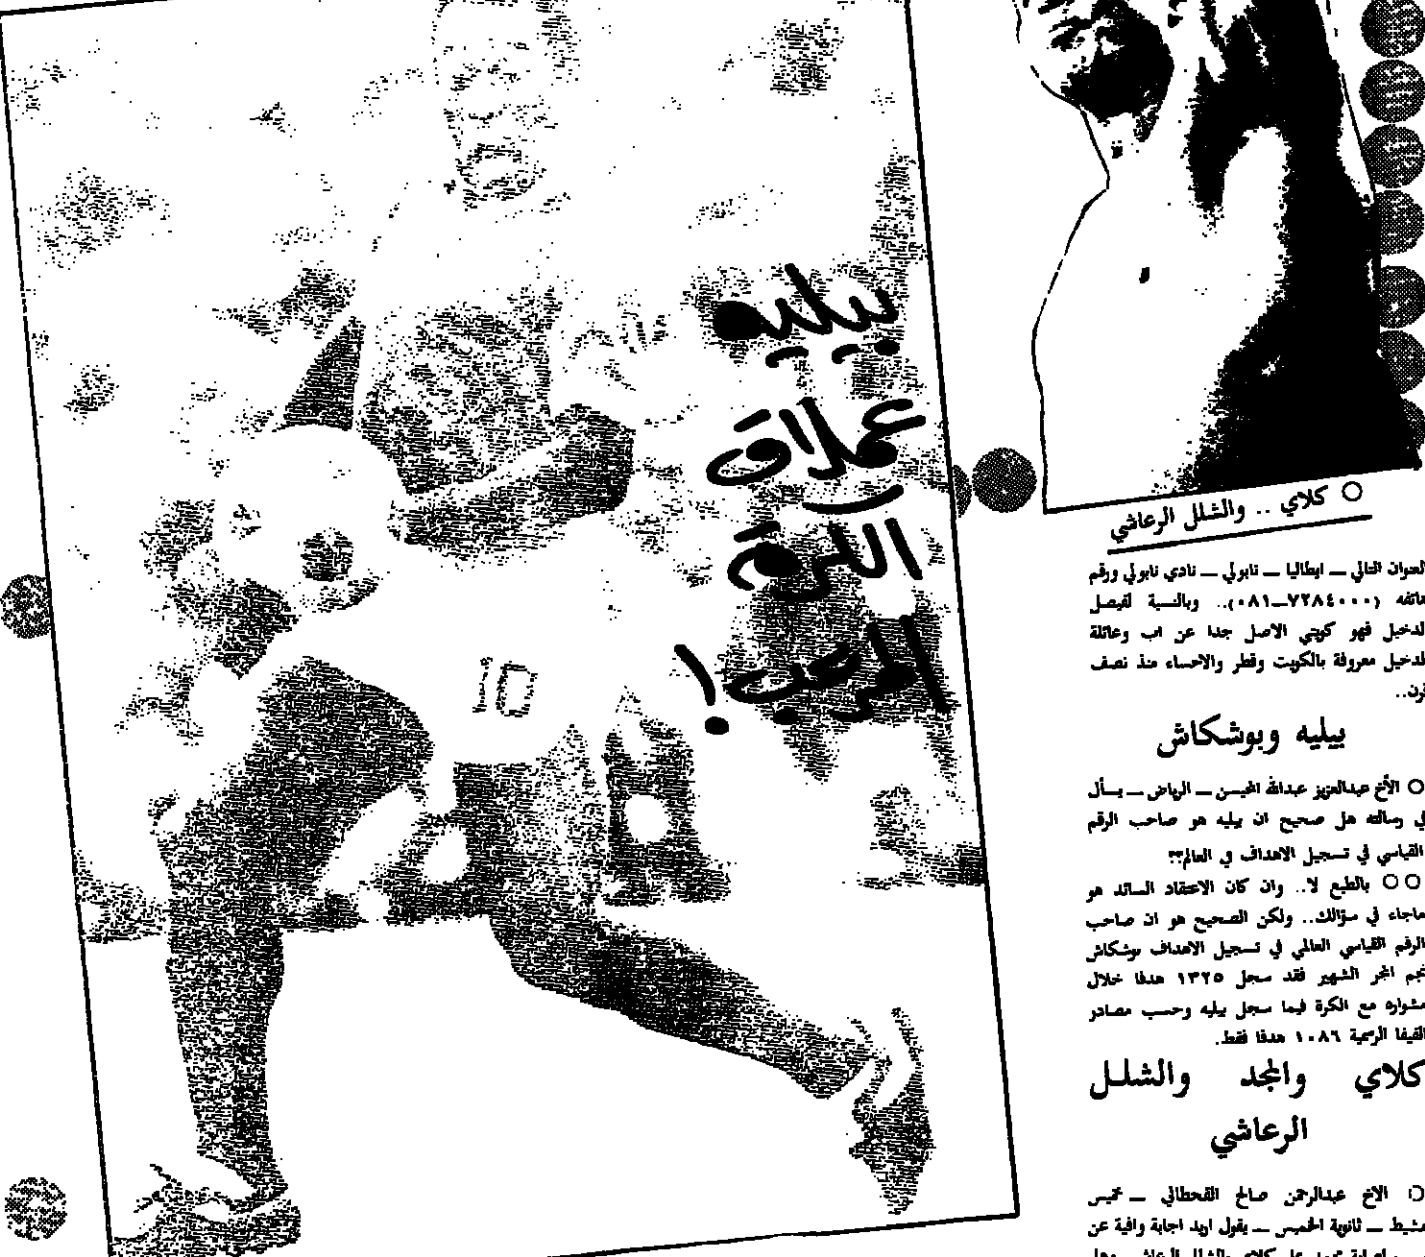 بيليه
عملاق
الكرة
المرعب !
10
○ كلاي .. والشلل الرعاشي
العنوان التالي ــ ايطاليا ــ نابولي ــ نادي نابولي ورقم
هاتفه (٧٢٨٤٠٠٠ــ٠٨١).. وبالنسبة لفيصل
الدخيل فهو كويتي الاصل جدا عن اب وعائلة
الدخيل معروفة بالكويت وقطر والاحساء منذ نصف
قرن..
بيليه وبوشكاش
○ الأخ عبدالعزيز عبدالله المحيسن ــ الرياض ــ يسأل
في رسالته هل صحيح ان بيليه هو صاحب الرقم
القياسي في تسجيل الاهداف في العالم؟؟
○○ بالطبع لا.. وان كان الاعتقاد السائد هو
ماجاء في سؤالك.. ولكن الصحيح هو ان صاحب
الرقم القياسي العالمي في تسجيل الاهداف بوشكاش
نجم المجر الشهير فقد سجل ١٣٢٥ هدفا خلال
مشواره مع الكرة فيما سجل بيليه وحسب مصادر
الفيفا الرسمية ١٠٨٦ هدفا فقط.
كلاي والمجد والشلل
الرعاشي
○ الاخ عبدالرحمن صالح القحطاني ــ خميس
مشيط ــ ثانوية الخميس ــ يقول اريد اجابة وافية عن